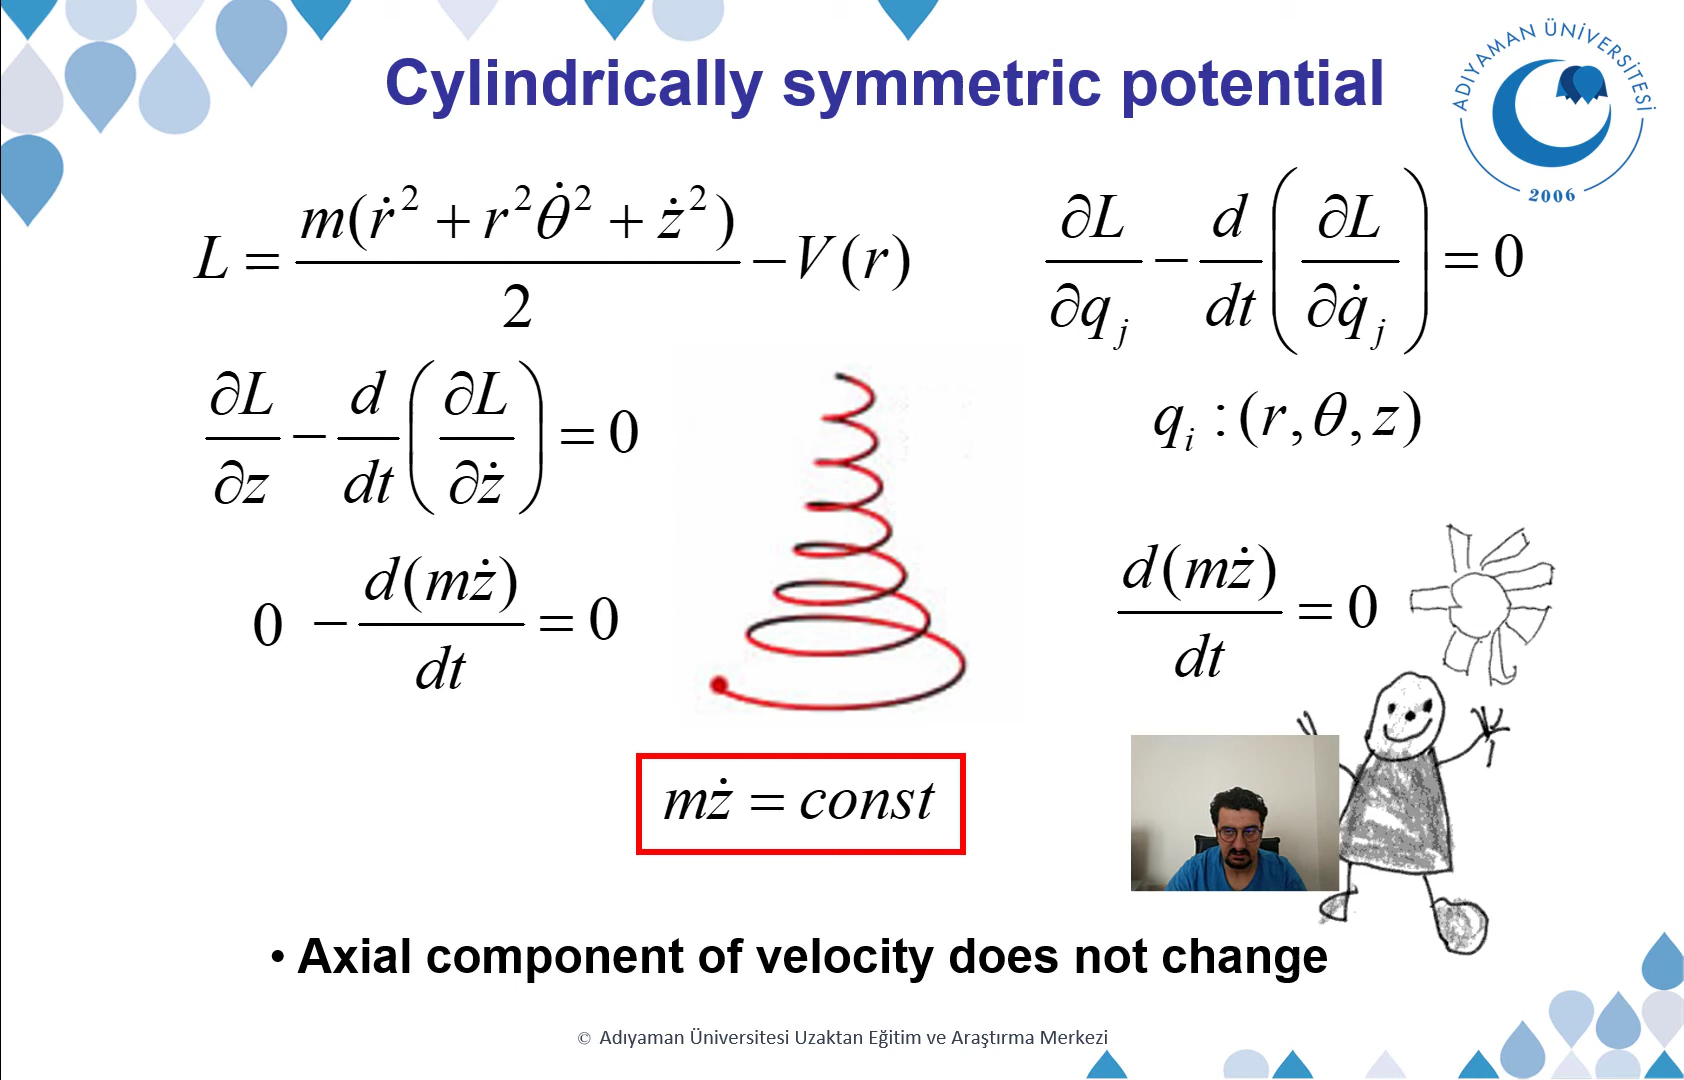 Cylindrically symmetric potential
ADIYAMAN ÜNİVERSİTESİ
2006
L = m(ṙ² + r²θ̇² + ż²)/2 − V(r)
∂L/∂q_j − d/dt(∂L/∂q̇_j) = 0
∂L/∂z − d/dt(∂L/∂ż) = 0
q_i : (r, θ, z)
0 − d(mż)/dt = 0
d(mż)/dt = 0
mż = const
• Axial component of velocity does not change
© Adıyaman Üniversitesi Uzaktan Eğitim ve Araştırma Merkezi